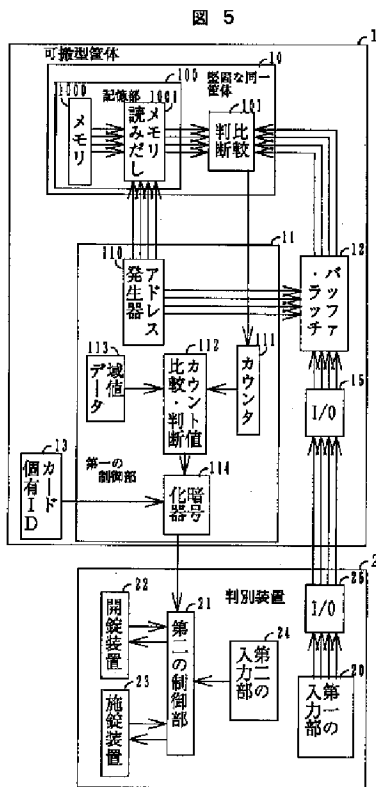 図 5
1
可搬型筐体
10
100
堅固な同一
筐体
1000
メモリ
記憶部
1001
メモリ
読みだし
101
比較
判断
11
110
アドレス
発生器
12
バッファ
・ラッチ
113
域値
データ
112
カウント値
比較・判断
111
カウンタ
15
I/O
13
カード
個有ID
第一の
制御部
114
暗号
化器
2
判別装置
22
開錠装置
21
第二の制御部
24
第二の
入力部
25
I/O
23
施錠装置
20
第一の
入力部